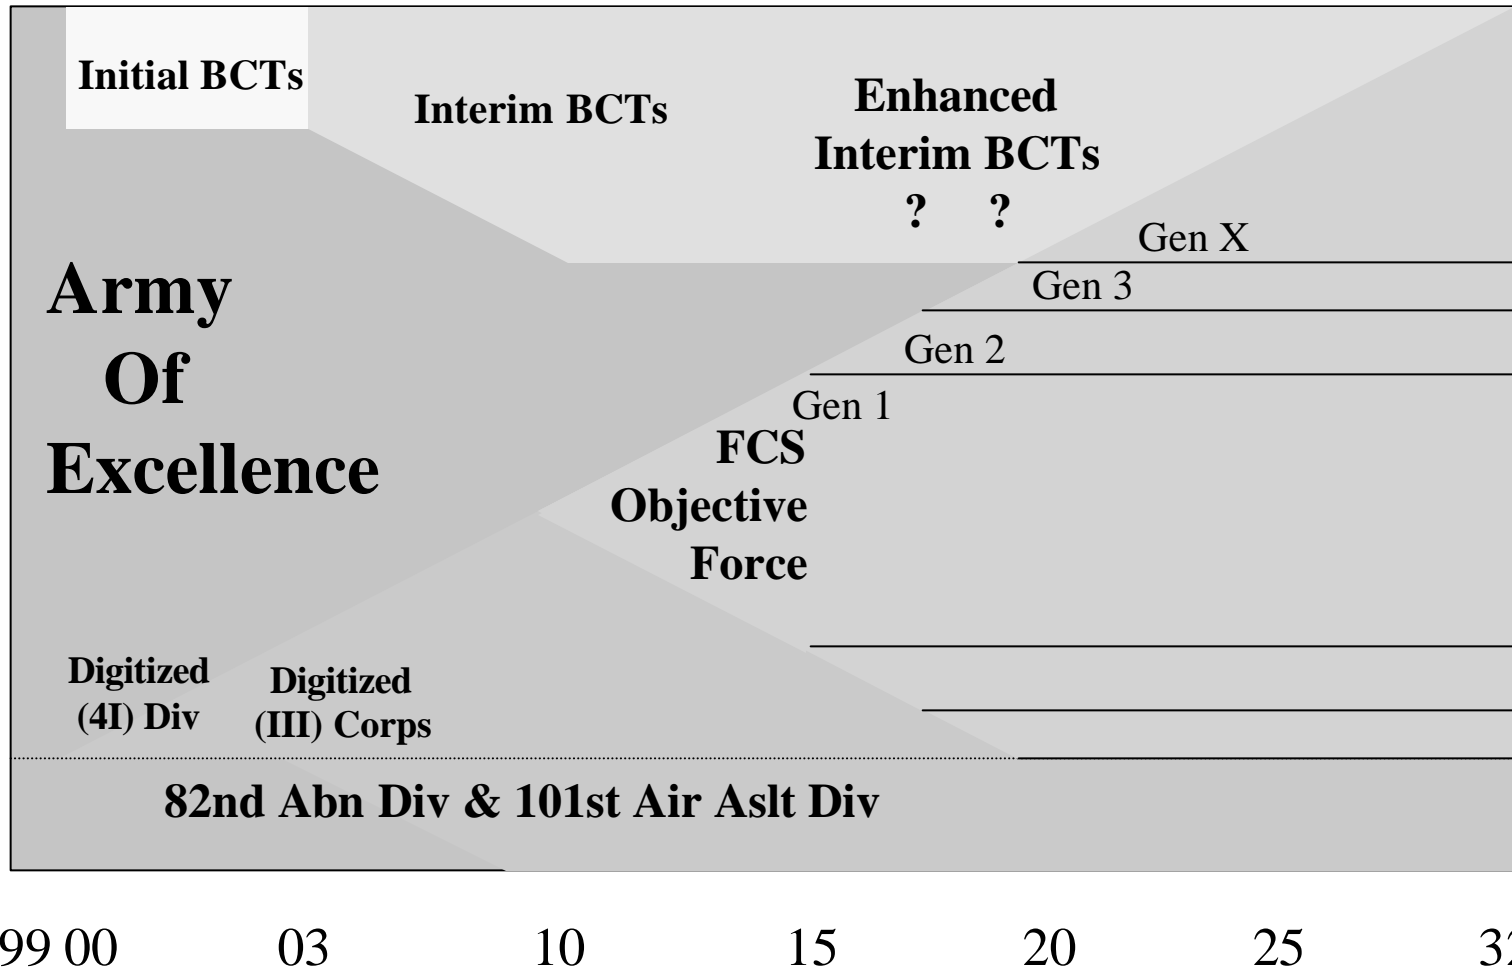 Initial BCTs
Interim BCTs
Enhanced
Interim BCTs
? ?
Gen X
Gen 3
Gen 2
Gen 1
Army
Of
Excellence
FCS
Objective
Force
Digitized
(4I) Div
Digitized
(III) Corps
82nd Abn Div & 101st Air Aslt Div
99 00 03 10 15 20 25